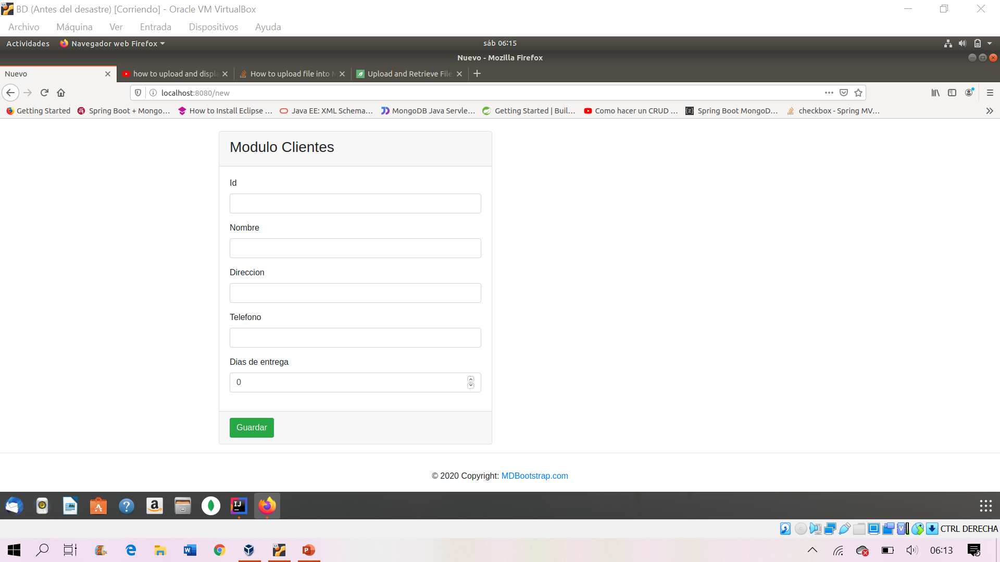 BD (Antes del desastre) [Corriendo] - Oracle VM VirtualBox
Archivo Máquina Ver Entrada Dispositivos Ayuda
Actividades Navegador web Firefox sáb 06:15
Nuevo - Mozilla Firefox
Nuevo how to upload and displa How to upload file into M Upload and Retrieve File
localhost:8080/new
Getting Started Spring Boot + Mongo… How to Install Eclipse … Java EE: XML Schema… MongoDB Java Servle… Getting Started | Buil… Como hacer un CRUD … Spring Boot MongoD… checkbox - Spring MV…
Modulo Clientes
Id
Nombre
Direccion
Telefono
Dias de entrega
0
Guardar
© 2020 Copyright: MDBootstrap.com
CTRL DERECHA
06:13